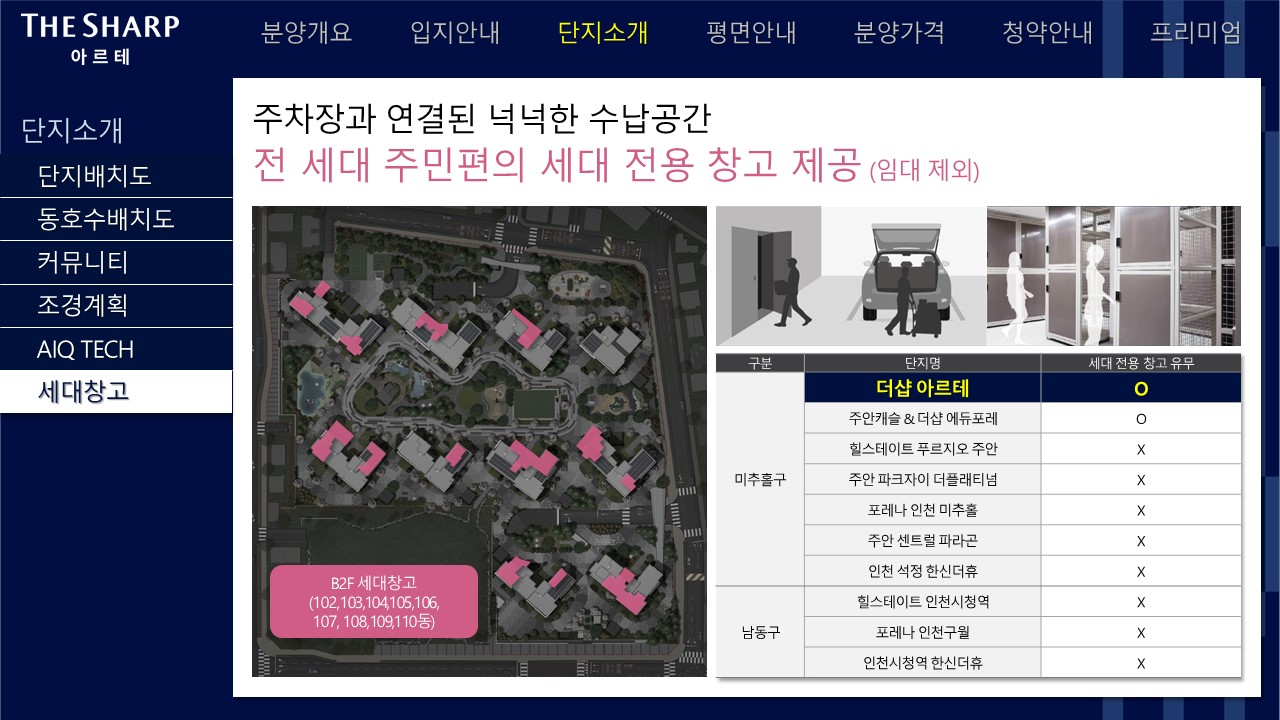 THE SHARP
아르테
분양개요
입지안내
단지소개
평면안내
분양가격
청약안내
프리미엄
단지소개
단지배치도
동호수배치도
커뮤니티
조경계획
AIQ TECH
세대창고
주차장과 연결된 넉넉한 수납공간
전 세대 주민편의 세대 전용 창고 제공 (임대 제외)
B2F 세대창고
(102,103,104,105,106,
107, 108,109,110동)
구분 단지명 세대 전용 창고 유무
미추홀구
더샵 아르테 O
주안캐슬 & 더샵 에듀포레 O
힐스테이트 푸르지오 주안 X
주안 파크자이 더플래티넘 X
포레나 인천 미추홀 X
주안 센트럴 파라곤 X
인천 석정 한신더휴 X
남동구
힐스테이트 인천시청역 X
포레나 인천구월 X
인천시청역 한신더휴 X